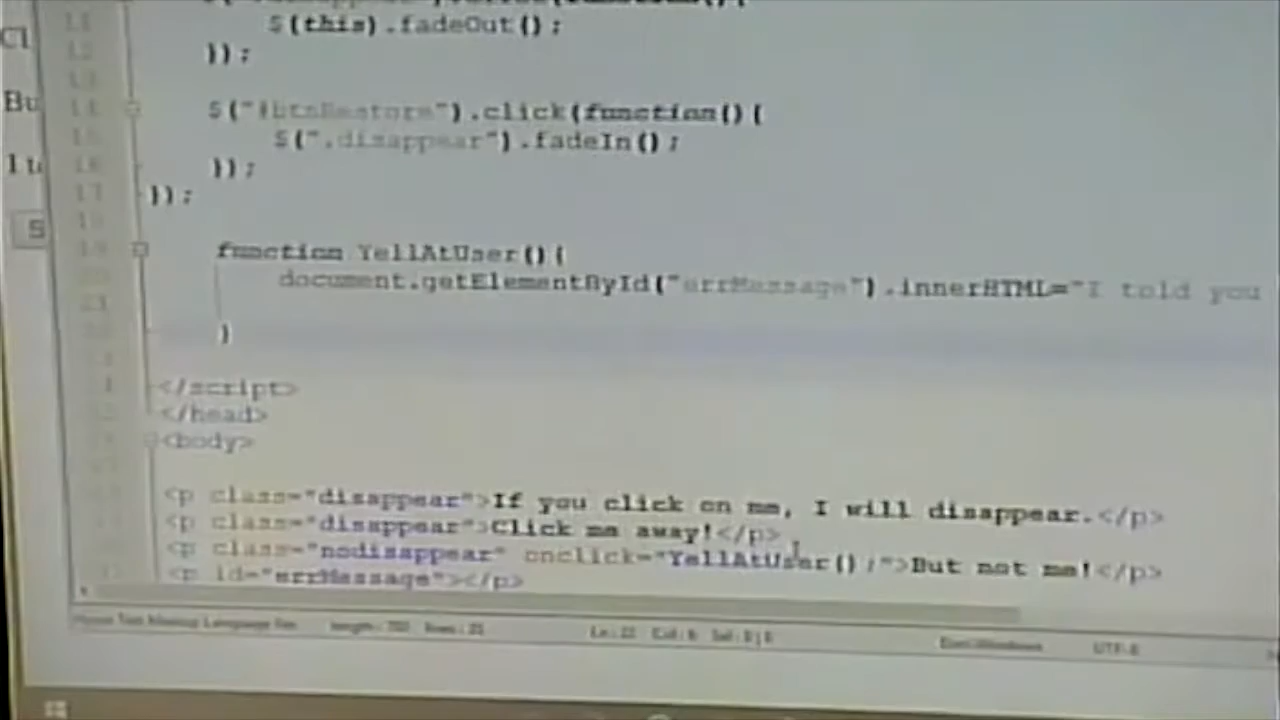 $(this).fadeOut();
});
$("#btnRestore").click(function(){
$(".disappear").fadeIn();
});
});
function YellAtUser(){
document.getElementById("errMessage").innerHTML="I told you
}
</script>
</head>
<body>
<p class="disappear">If you click on me, I will disappear.</p>
<p class="disappear">Click me away!</p>
<p class="nodisappear" onclick="YellAtUser();">But not me!</p>
<p id="errMessage"></p>
UTF-8